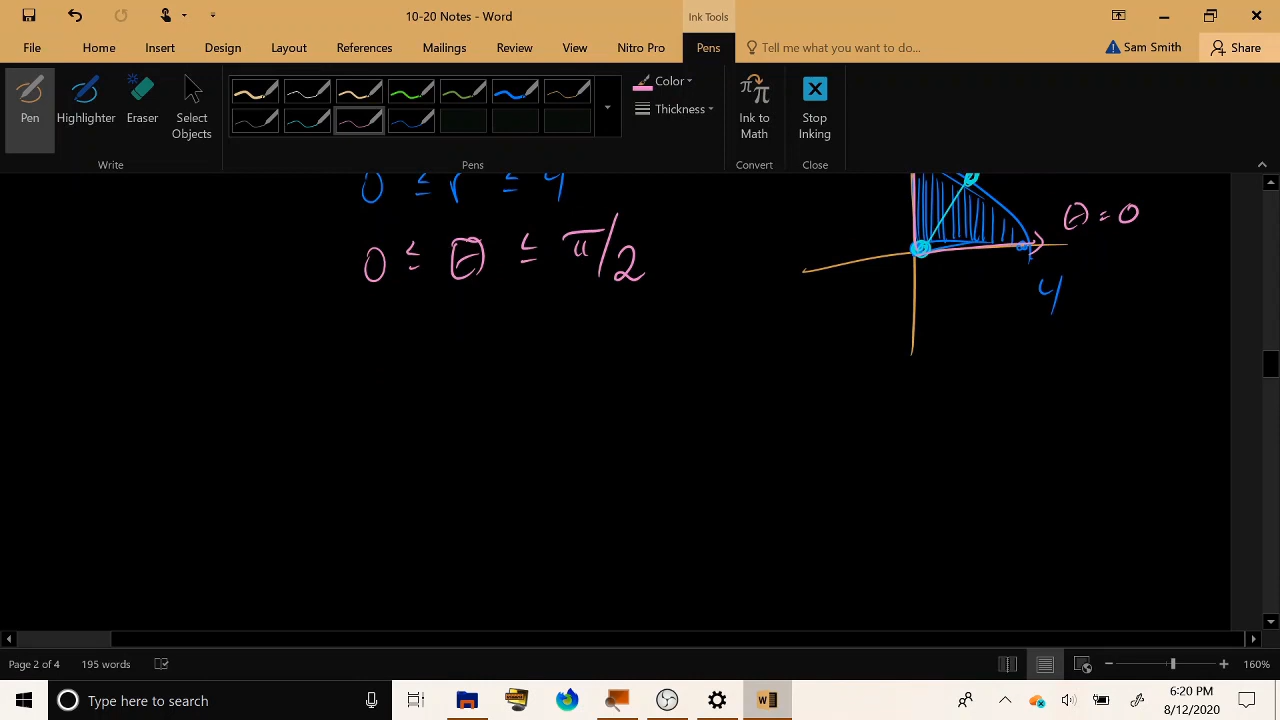 10-20 Notes - Word
Ink Tools
File Home Insert Design Layout References Mailings Review View Nitro Pro Pens Tell me what you want to do... Sam Smith Share
Pen Highlighter Eraser Select Objects
Color
Thickness
Ink to Math
Stop Inking
Write Pens Convert Close
0 ≤ r ≤ 4
θ = 0
0 ≤ θ ≤ π/2
4
Page 2 of 4 195 words 160%
Type here to search
6:20 PM
8/12/2020